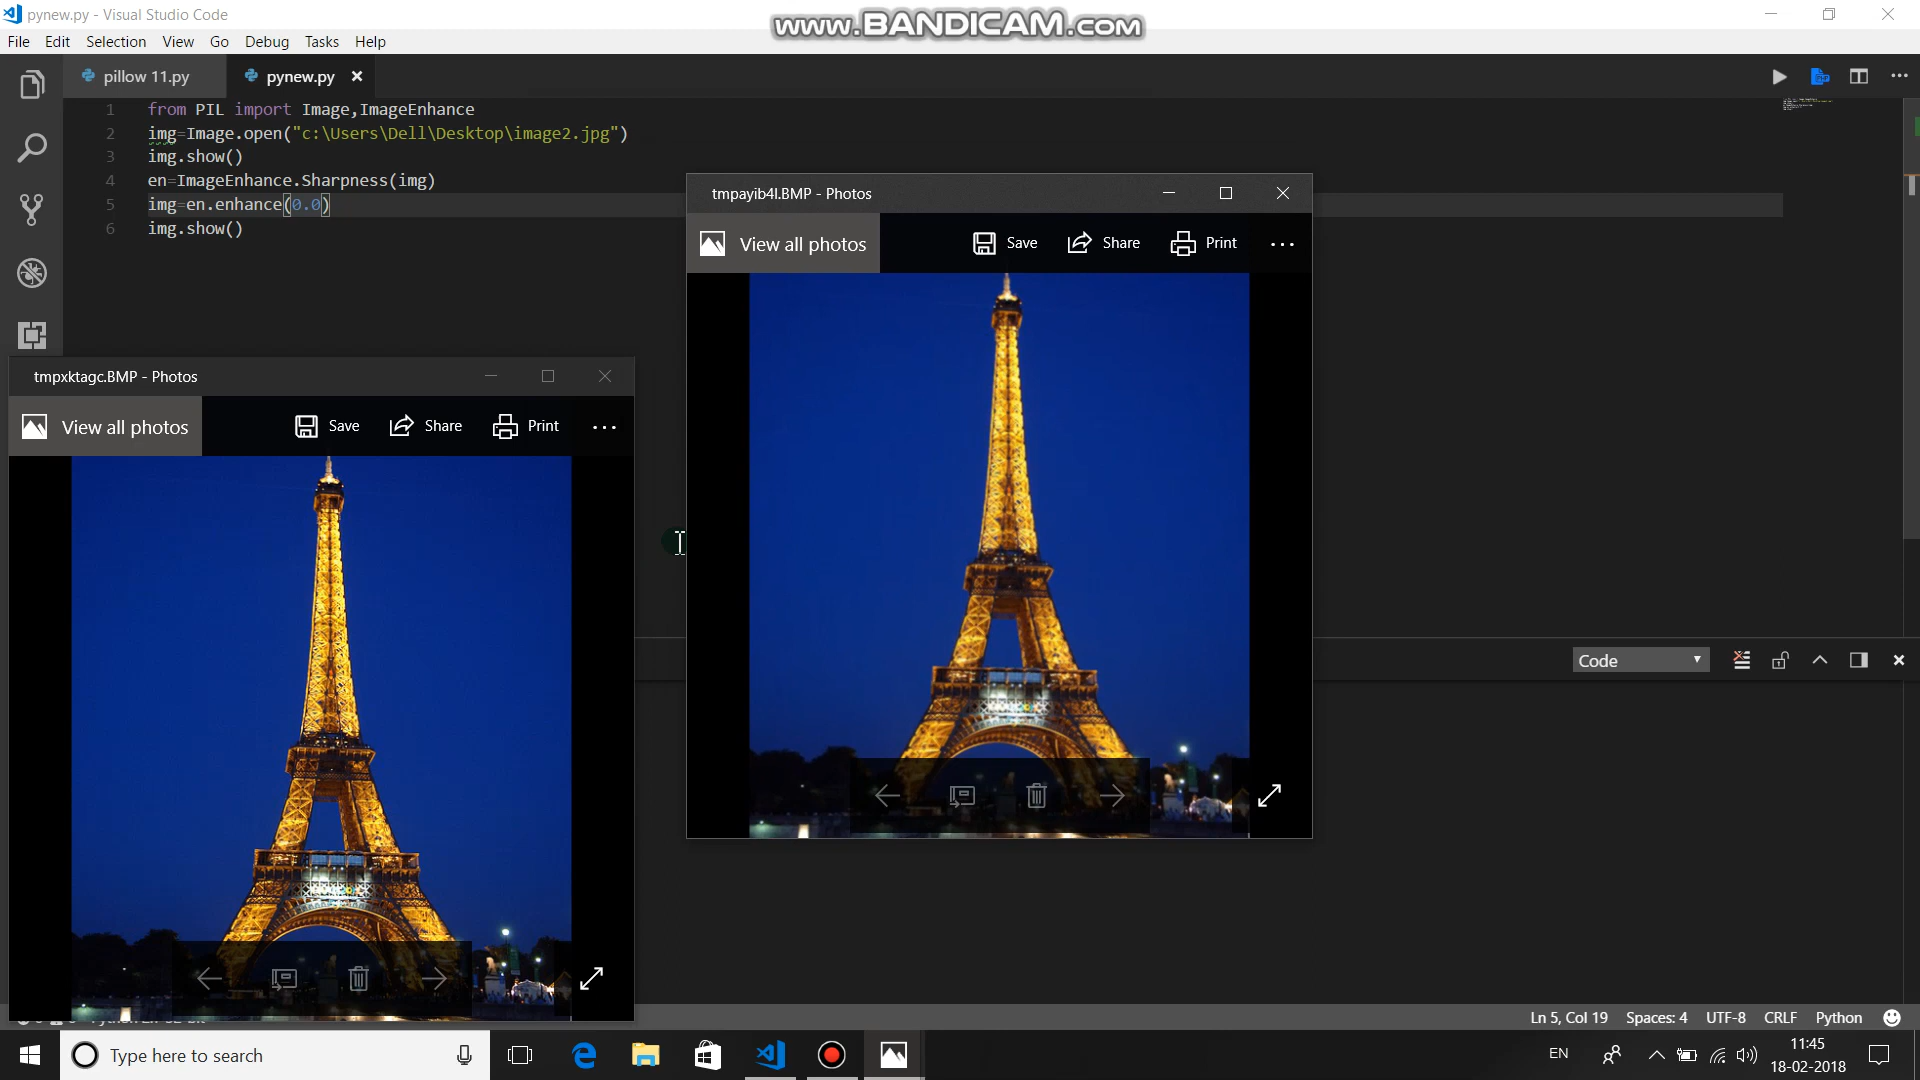 pynew.py - Visual Studio Code
www.BANDICAM.com
File Edit Selection View Go Debug Tasks Help
pillow 11.py pynew.py
1 from PIL import Image,ImageEnhance
2 img=Image.open("c:\Users\Dell\Desktop\image2.jpg")
3 img.show()
4 en=ImageEnhance.Sharpness(img)
5 img=en.enhance(0.0)
6 img.show()
tmpayib4l.BMP - Photos
View all photos Save Share Print
tmpxktagc.BMP - Photos
View all photos Save Share Print
Code
Ln 5, Col 19 Spaces: 4 UTF-8 CRLF Python
Type here to search
EN
11:45
18-02-2018